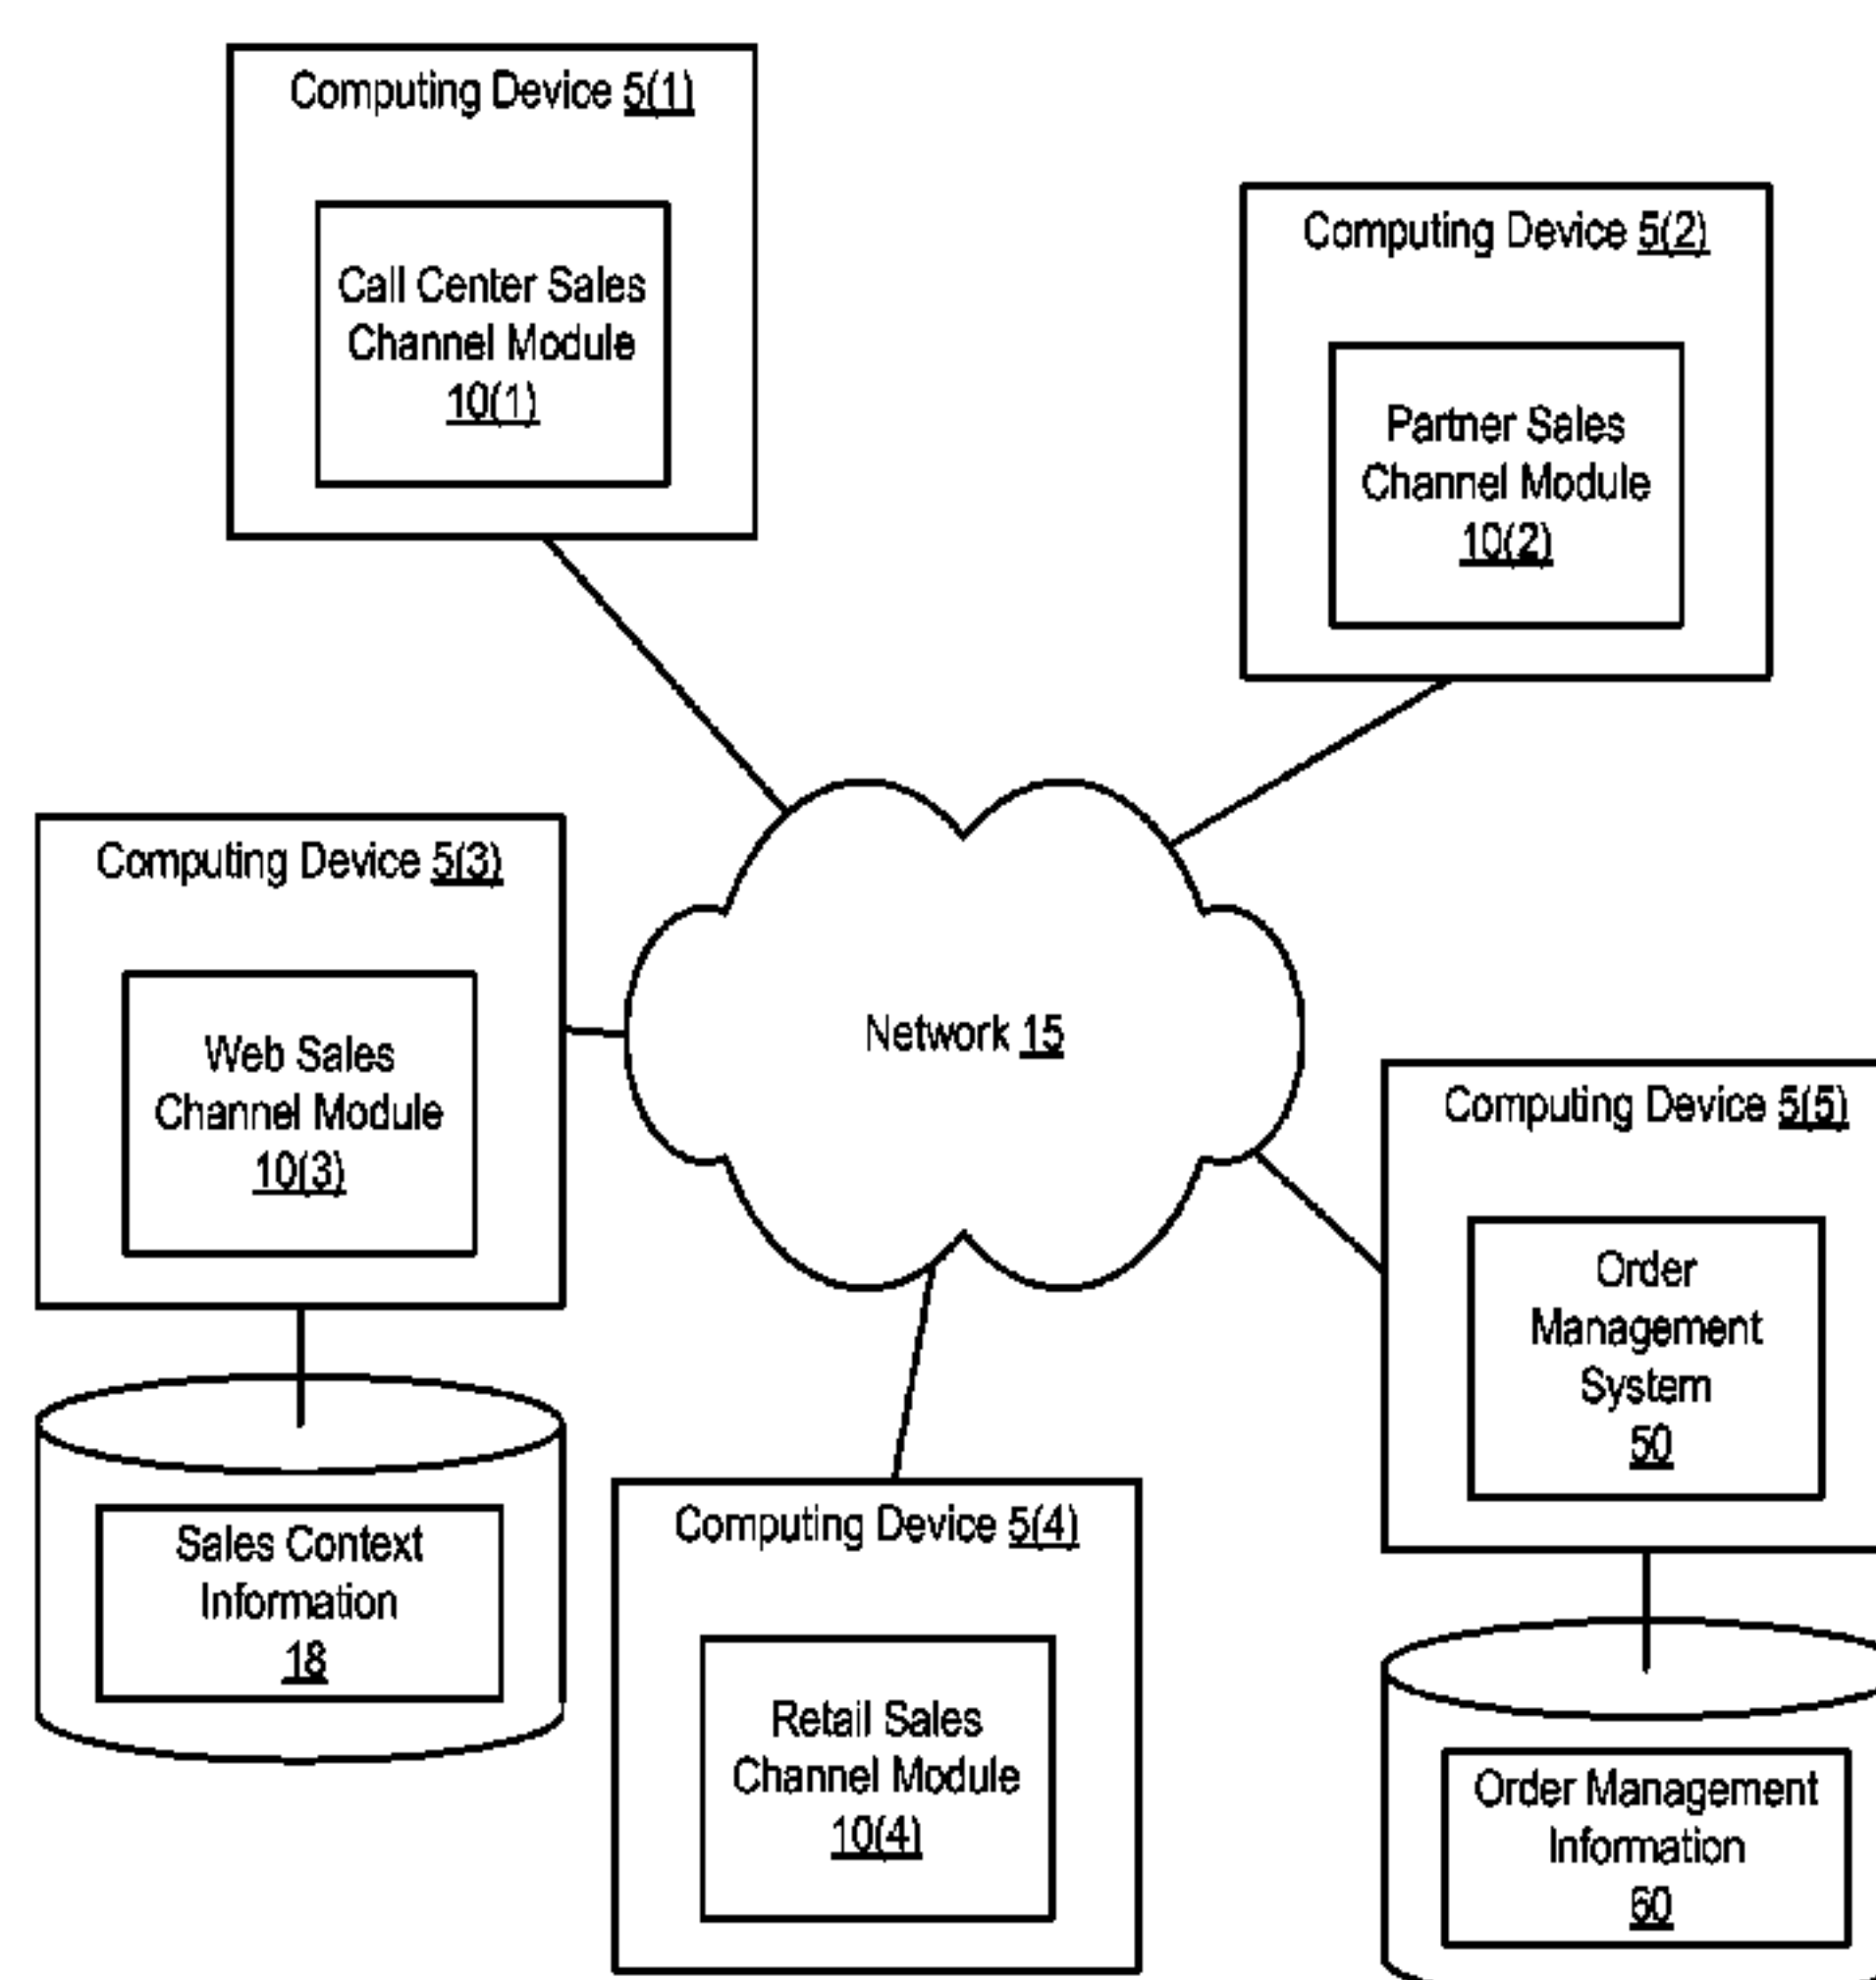 Computing Device 5(1)
Call Center Sales
Channel Module
10(1)
Computing Device 5(2)
Partner Sales
Channel Module
10(2)
Computing Device 5(3)
Web Sales
Channel Module
10(3)
Network 15
Computing Device 5(5)
Order
Management
System
50
Sales Context
Information
18
Computing Device 5(4)
Retail Sales
Channel Module
10(4)
Order Management
Information
60